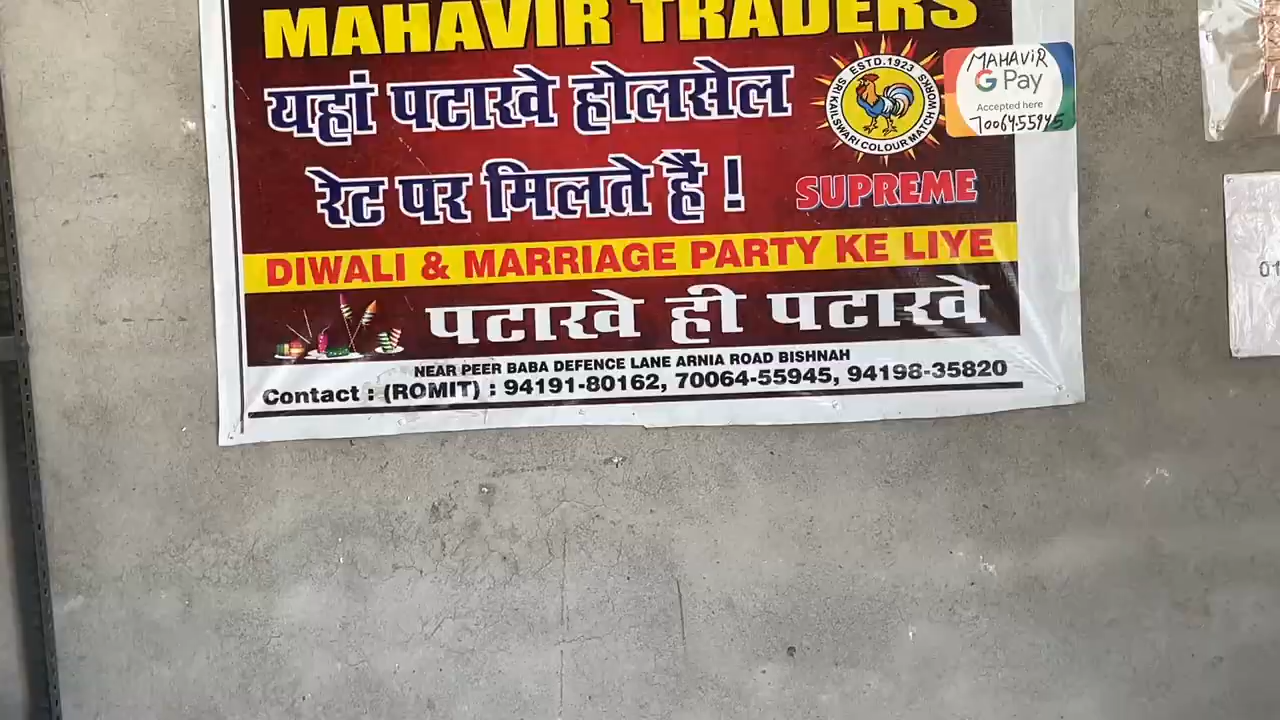 MAHAVIR TRADERS
यहां पटाखे होलसेल
रेट पर मिलते हैं !
ESTD.1923
SRI KALISWARI COLOUR MATCH WORKS
SUPREME
MAHAVIR
G Pay
Accepted here
7006455945
DIWALI & MARRIAGE PARTY KE LIYE
पटाखे ही पटाखे
NEAR PEER BABA DEFENCE LANE ARNIA ROAD BISHNAH
Contact : (ROMIT) : 94191-80162, 70064-55945, 94198-35820